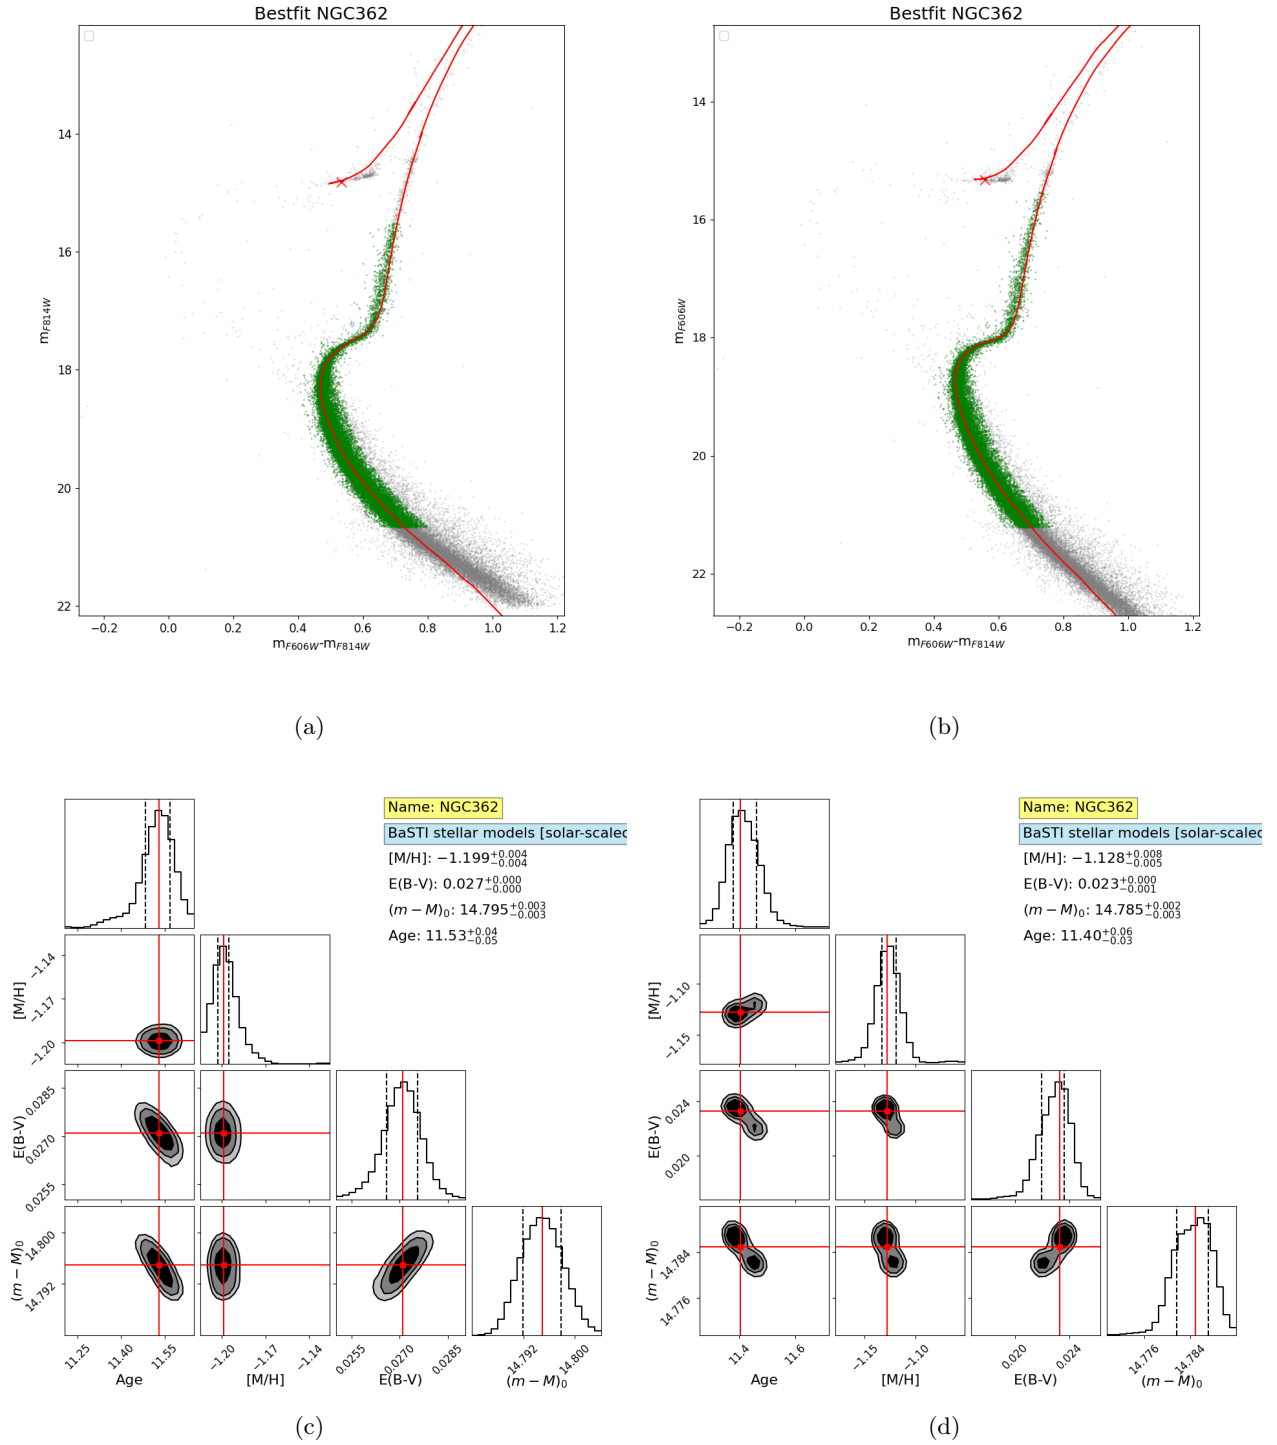 Bestfit NGC362
14
16
18
20
22
m_F814W
−0.2 0.0 0.2 0.4 0.6 0.8 1.0 1.2
m_F606W-m_F814W
(a)
Bestfit NGC362
14
16
18
20
22
m_F606W
−0.2 0.0 0.2 0.4 0.6 0.8 1.0 1.2
m_F606W-m_F814W
(b)
Name: NGC362
BaSTI stellar models [solar-scaled
[M/H]: −1.199 +0.004 −0.004
E(B-V): 0.027 +0.000 −0.000
(m − M)0: 14.795 +0.003 −0.003
Age: 11.53 +0.04 −0.05
[M/H]
−1.14
−1.17
−1.20
E(B-V)
0.0285
0.0270
0.0255
(m − M)0
14.800
14.792
11.25 11.40 11.55
Age
−1.20 −1.17 −1.14
[M/H]
0.0255 0.0270 0.0285
E(B-V)
14.792 14.800
(m − M)0
(c)
Name: NGC362
BaSTI stellar models [solar-scaled
[M/H]: −1.128 +0.008 −0.005
E(B-V): 0.023 +0.000 −0.001
(m − M)0: 14.785 +0.002 −0.003
Age: 11.40 +0.06 −0.03
[M/H]
−1.10
−1.15
E(B-V)
0.024
0.020
(m − M)0
14.784
14.776
11.4 11.6
Age
−1.15 −1.10
[M/H]
0.020 0.024
E(B-V)
14.776 14.784
(m − M)0
(d)